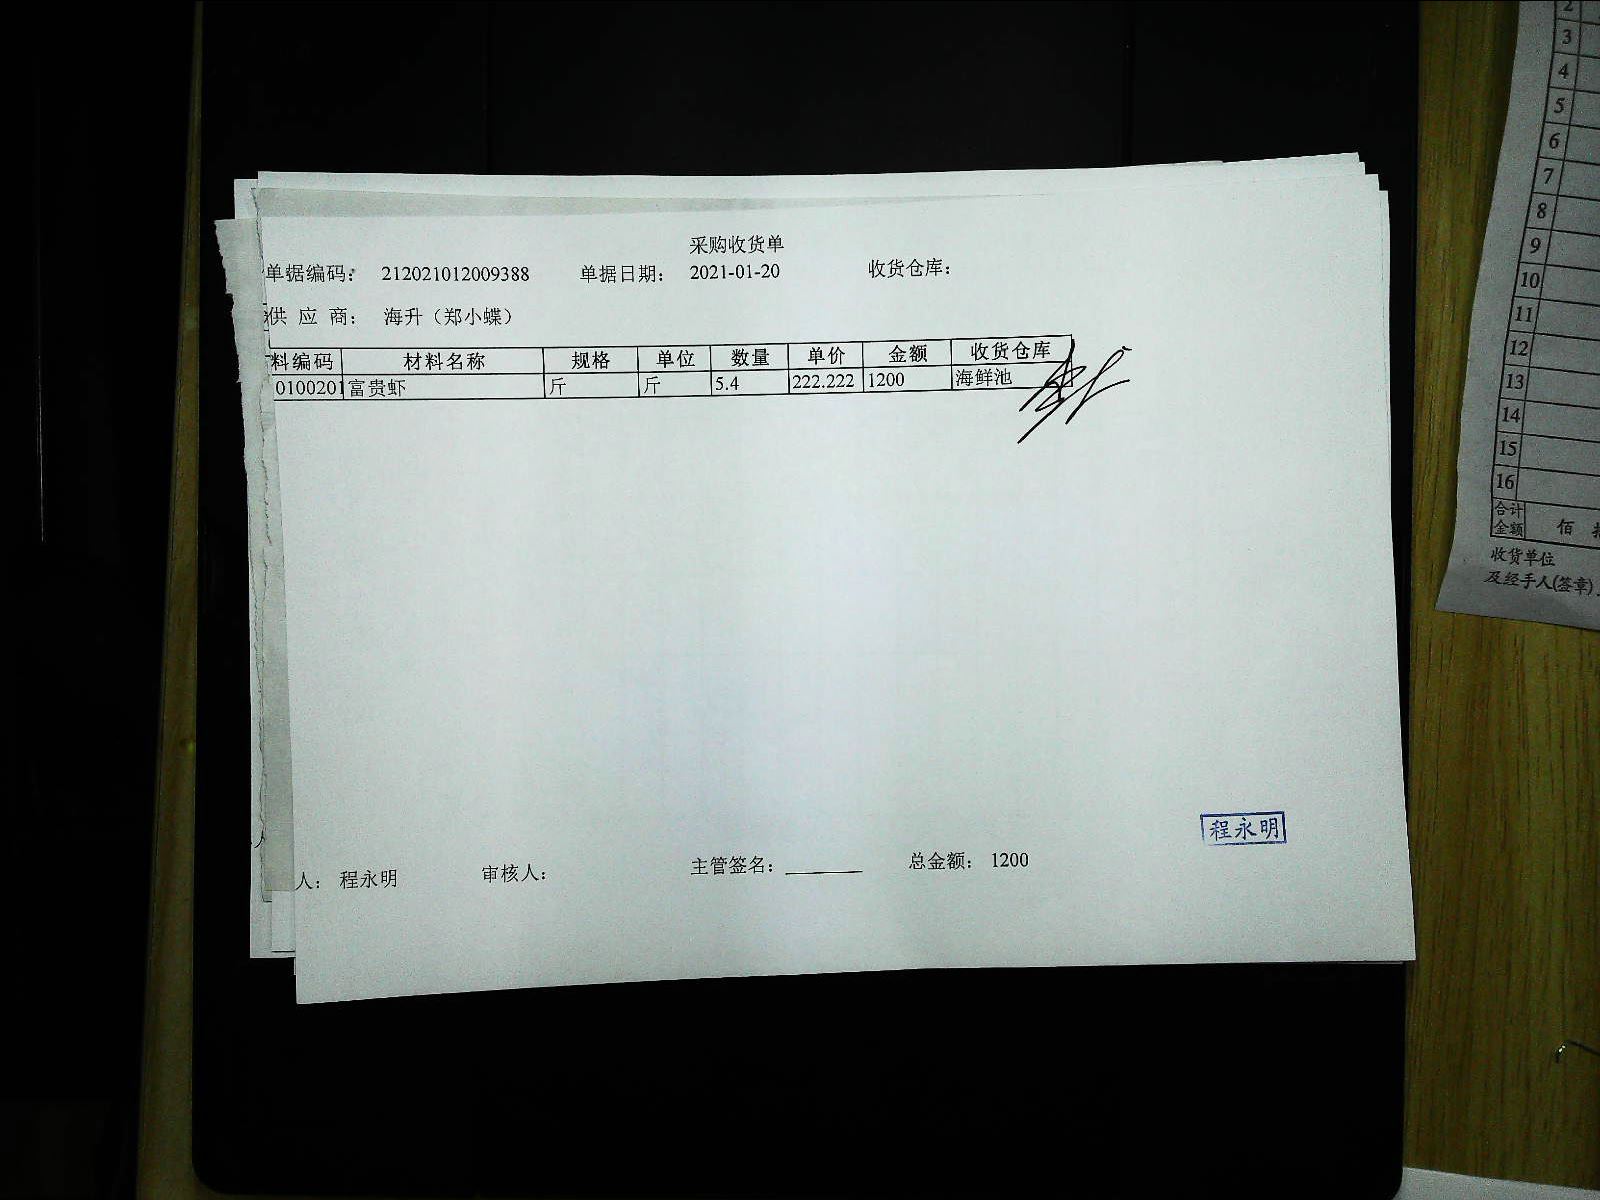 采购收货单
单据编码： 212021012009388 单据日期： 2021-01-20 收货仓库：
供 应 商： 海升（郑小蝶）
料编码 材料名称 规格 单位 数量 单价 金额 收货仓库
0100201 富贵虾 斤 斤 5.4 222.222 1200 海鲜池
程永明
人： 程永明 审核人： 主管签名： 总金额： 1200
2
3
4
5
6
7
8
9
10
11
12
13
14
15
16
合计
金额 佰
收货单位
及经手人(签章)